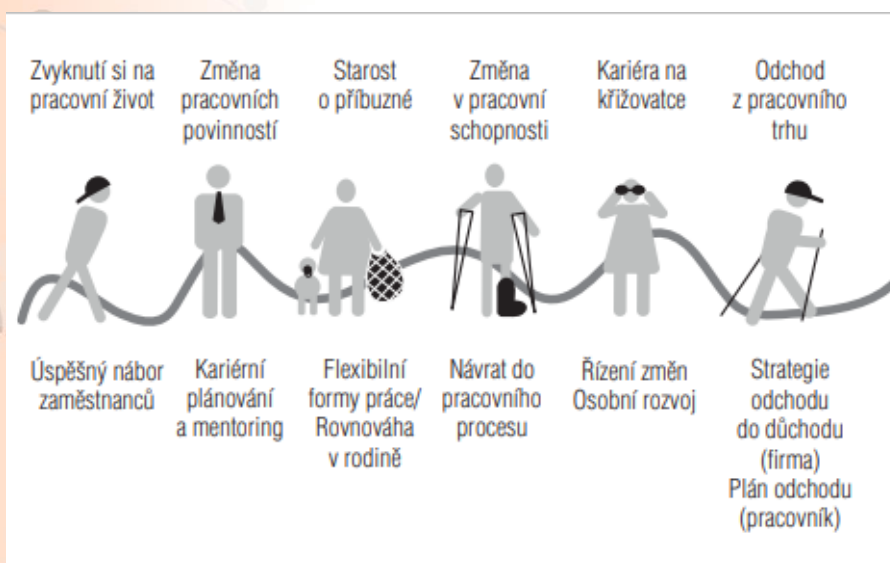 Zvyknutí si na
pracovní život
Změna
pracovních
povinností
Starost
o příbuzné
Změna
v pracovní
schopnosti
Kariéra na
křižovatce
Odchod
z pracovního
trhu
Úspěšný nábor
zaměstnanců
Kariérní
plánování
a mentoring
Flexibilní
formy práce/
Rovnováha
v rodině
Návrat do
pracovního
procesu
Řízení změn
Osobní rozvoj
Strategie
odchodu
do důchodu
(firma)
Plán odchodu
(pracovník)